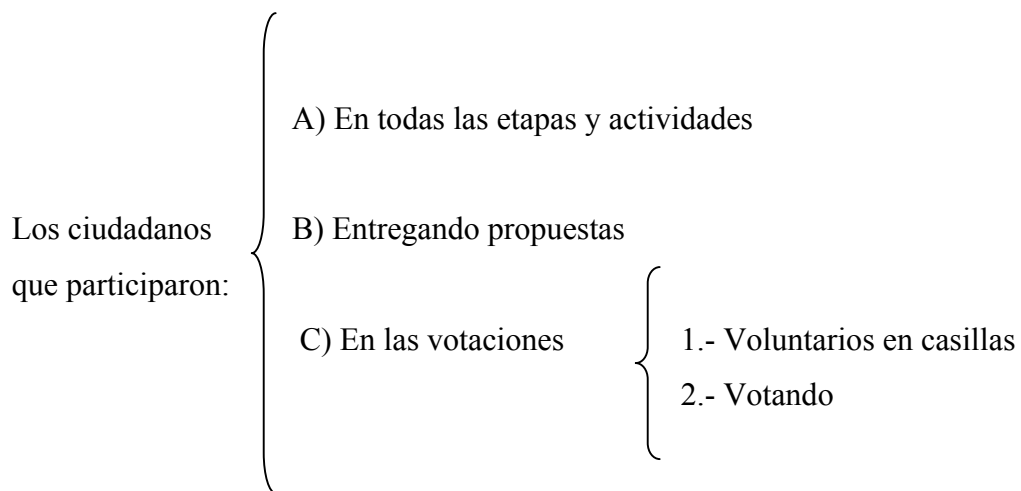 A) En todas las etapas y actividades
Los ciudadanos
que participaron:
B) Entregando propuestas
C) En las votaciones
1.- Voluntarios en casillas
2.- Votando